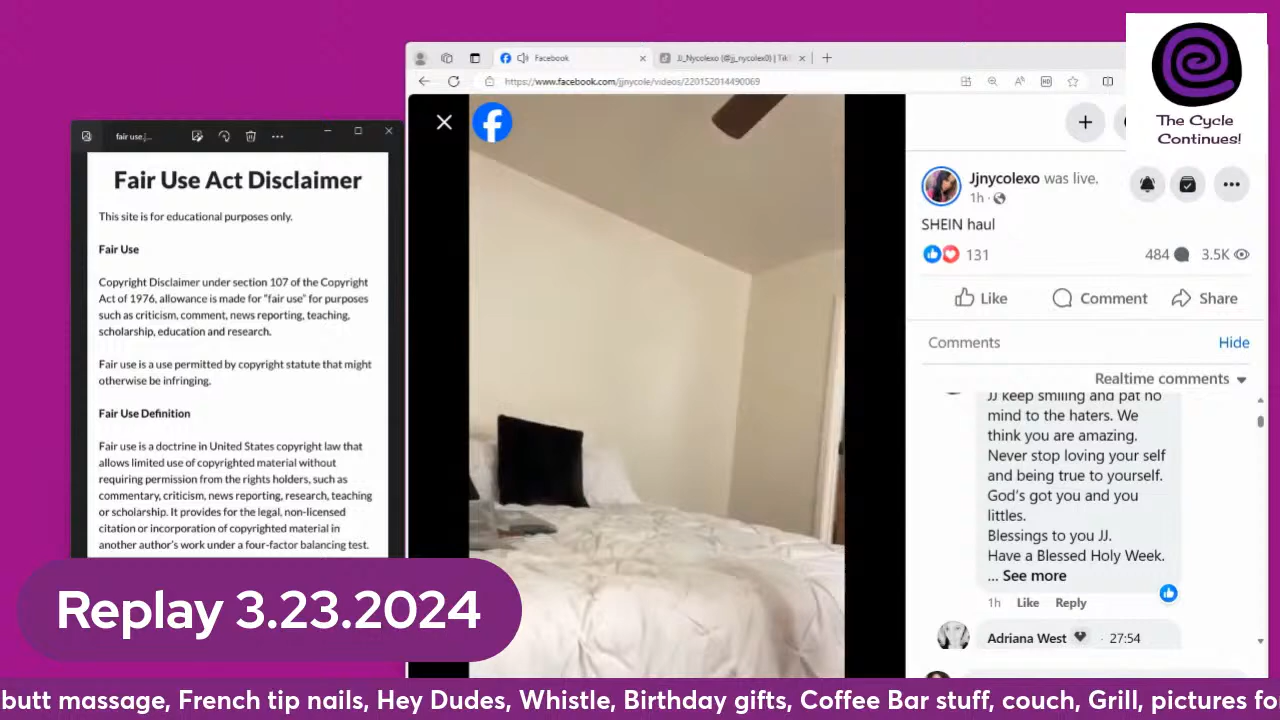 The Cycle
Continues!
Facebook
JJ_Nycolexo (@jj_nycolex0) | Tik
https://www.facebook.com/jjnycole/videos/220152014490069
fair use.j...
Fair Use Act Disclaimer
This site is for educational purposes only.
Fair Use
Copyright Disclaimer under section 107 of the Copyright
Act of 1976, allowance is made for “fair use” for purposes
such as criticism, comment, news reporting, teaching,
scholarship, education and research.
Fair use is a use permitted by copyright statute that might
otherwise be infringing.
Fair Use Definition
Fair use is a doctrine in United States copyright law that
allows limited use of copyrighted material without
requiring permission from the rights holders, such as
commentary, criticism, news reporting, research, teaching
or scholarship. It provides for the legal, non-licensed
citation or incorporation of copyrighted material in
another author’s work under a four-factor balancing test.
Jjnycolexo was live.
1h
SHEIN haul
131
484
3.5K
Like
Comment
Share
Comments
Hide
Realtime comments
JJ keep smiling and pat no
mind to the haters. We
think you are amazing.
Never stop loving your self
and being true to yourself.
God's got you and you
littles.
Blessings to you JJ.
Have a Blessed Holy Week.
... See more
1h Like Reply
Adriana West · 27:54
Replay 3.23.2024
butt massage, French tip nails, Hey Dudes, Whistle, Birthday gifts, Coffee Bar stuff, couch, Grill, pictures fo